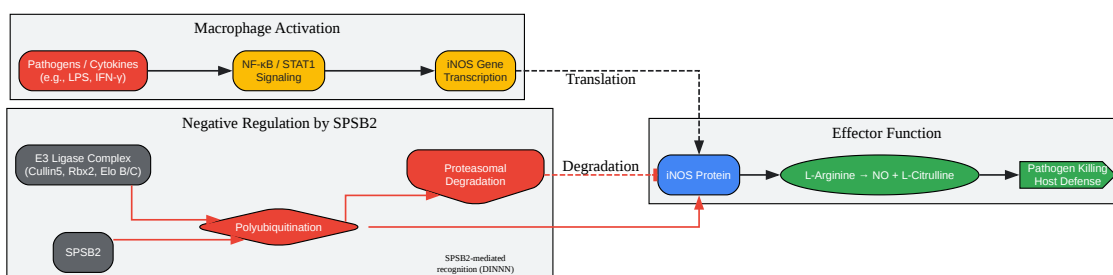 Macrophage Activation
Pathogens / Cytokines
(e.g., LPS, IFN-γ)
NF-κB / STAT1
Signaling
iNOS Gene
Transcription
Translation
Negative Regulation by SPSB2
E3 Ligase Complex
(Cullin5, Rbx2, Elo B/C)
SPSB2
Polyubiquitination
Proteasomal
Degradation
SPSB2-mediated
recognition (DINNN)
Degradation
Effector Function
iNOS Protein
L-Arginine → NO + L-Citrulline
Pathogen Killing
Host Defense